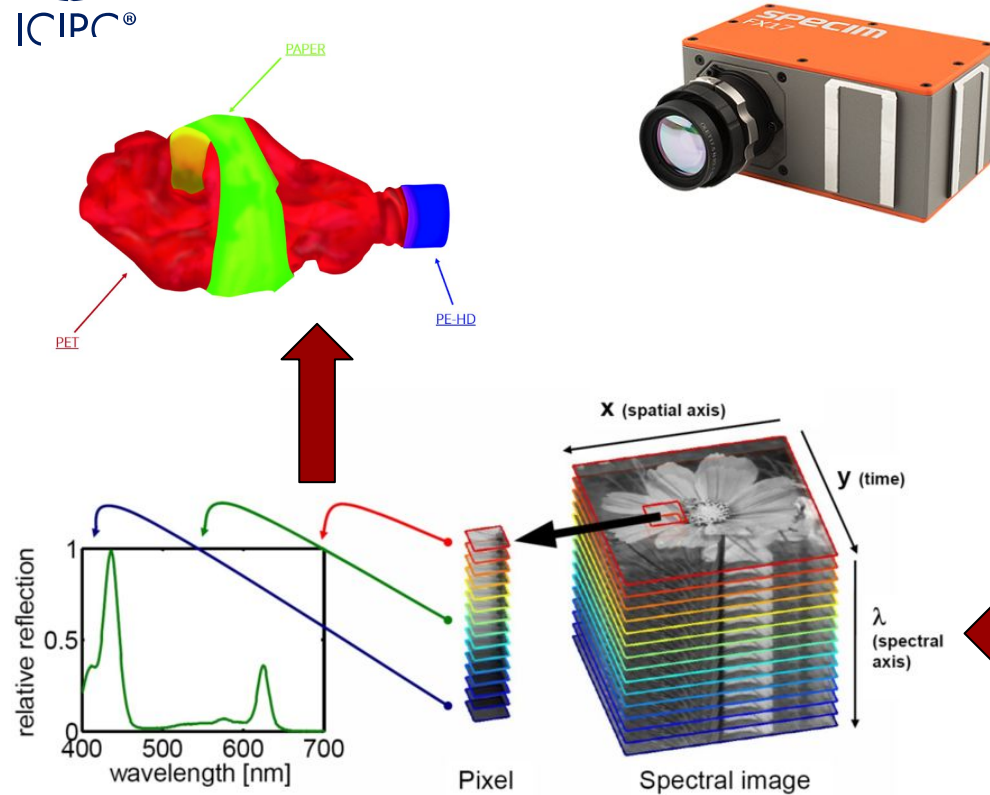 ICIPC®
PAPER
specim
FX17
PE-HD
PET
x (spatial axis)
y (time)
λ
(spectral
axis)
relative reflection
1
0.5
0
400
500
600
700
wavelength [nm]
Pixel
Spectral image